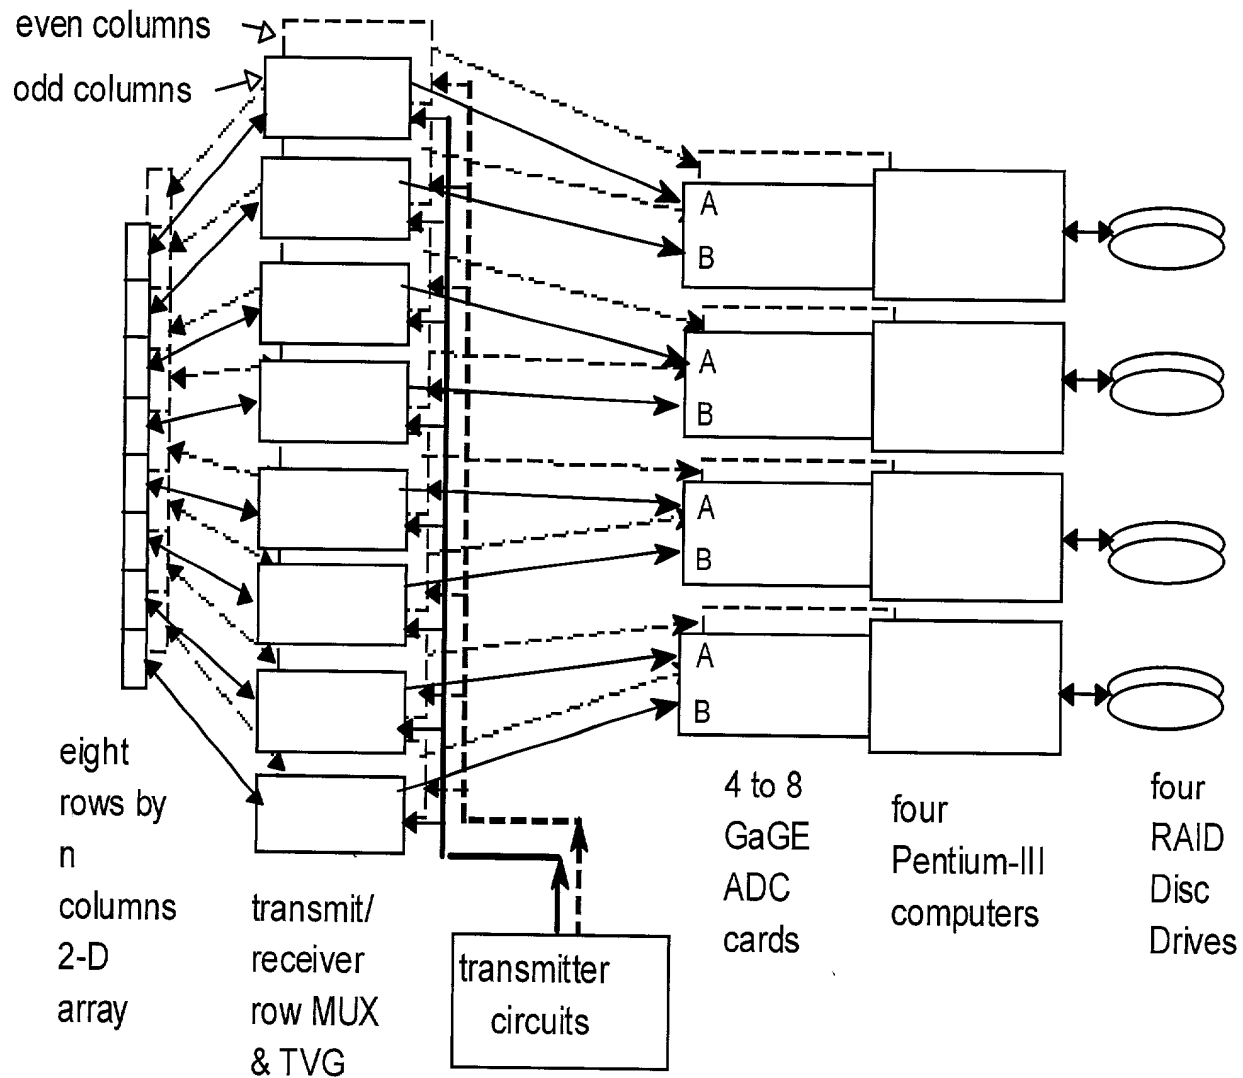 even columns
odd columns
A
B
A
B
A
B
A
B
eight
rows by
n
columns
2-D
array
transmit/
receiver
row MUX
& TVG
transmitter
circuits
4 to 8
GaGE
ADC
cards
four
Pentium-III
computers
four
RAID
Disc
Drives